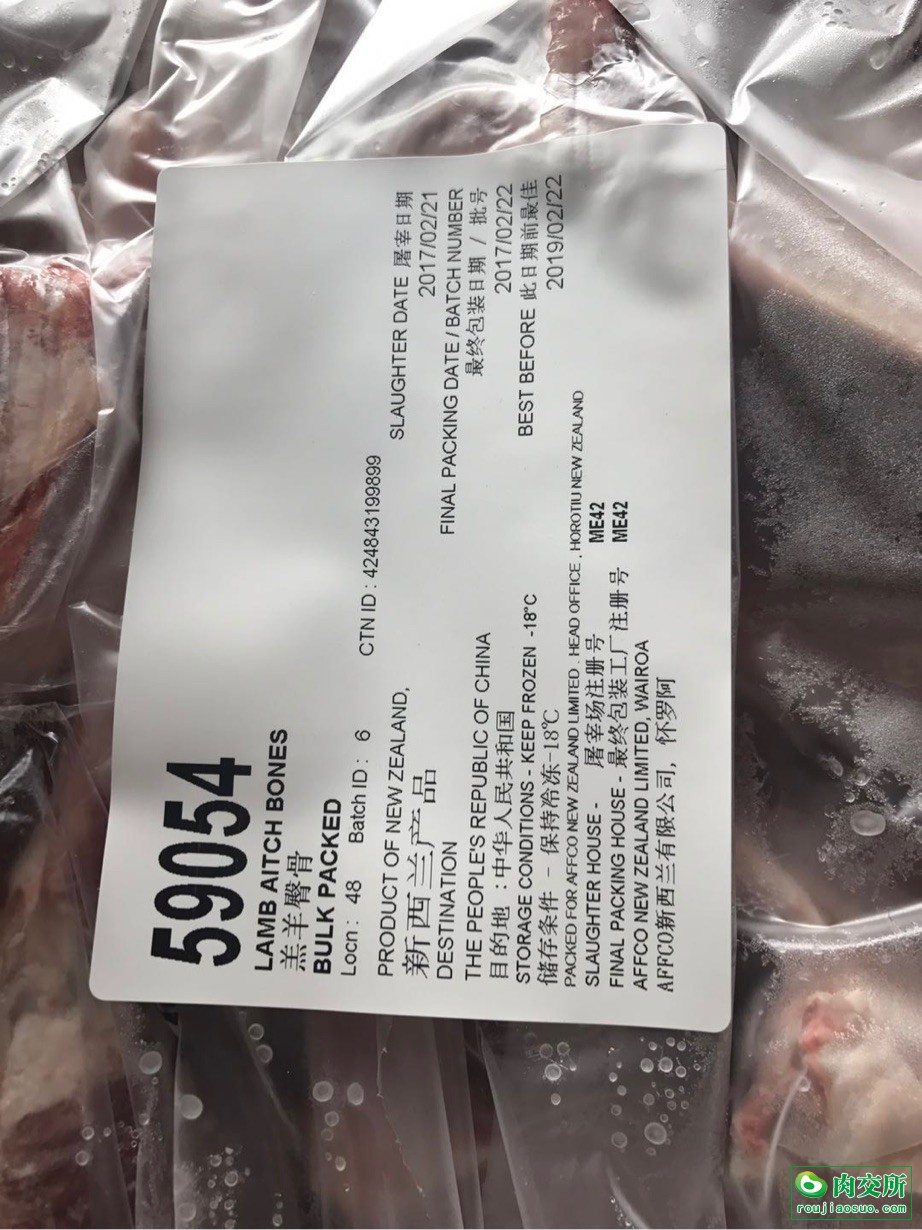 59054
LAMB AITCH BONES
羔羊臀骨
BULK PACKED
Locn : 48 Batch ID : 6 CTN ID : 424843199899
PRODUCT OF NEW ZEALAND,
新西兰产品
DESTINATION
THE PEOPLE'S REPUBLIC OF CHINA
目的地 : 中华人民共和国
STORAGE CONDITIONS - KEEP FROZEN -18°C
储存条件 - 保持冷冻-18℃
SLAUGHTER DATE 屠宰日期
2017/02/21
FINAL PACKING DATE / BATCH NUMBER
最终包装日期 / 批号
2017/02/22
BEST BEFORE 此日期前最佳
2019/02/22
PACKED FOR AFFCO NEW ZEALAND LIMITED. HEAD OFFICE , HOROTIU NEW ZEALAND
SLAUGHTER HOUSE - 屠宰场注册号 ME42
FINAL PACKING HOUSE - 最终包装工厂注册号 ME42
AFFCO NEW ZEALAND LIMITED, WAIROA
AFFCO新西兰有限公司, 怀罗阿
肉交所
roujiaosuo.com